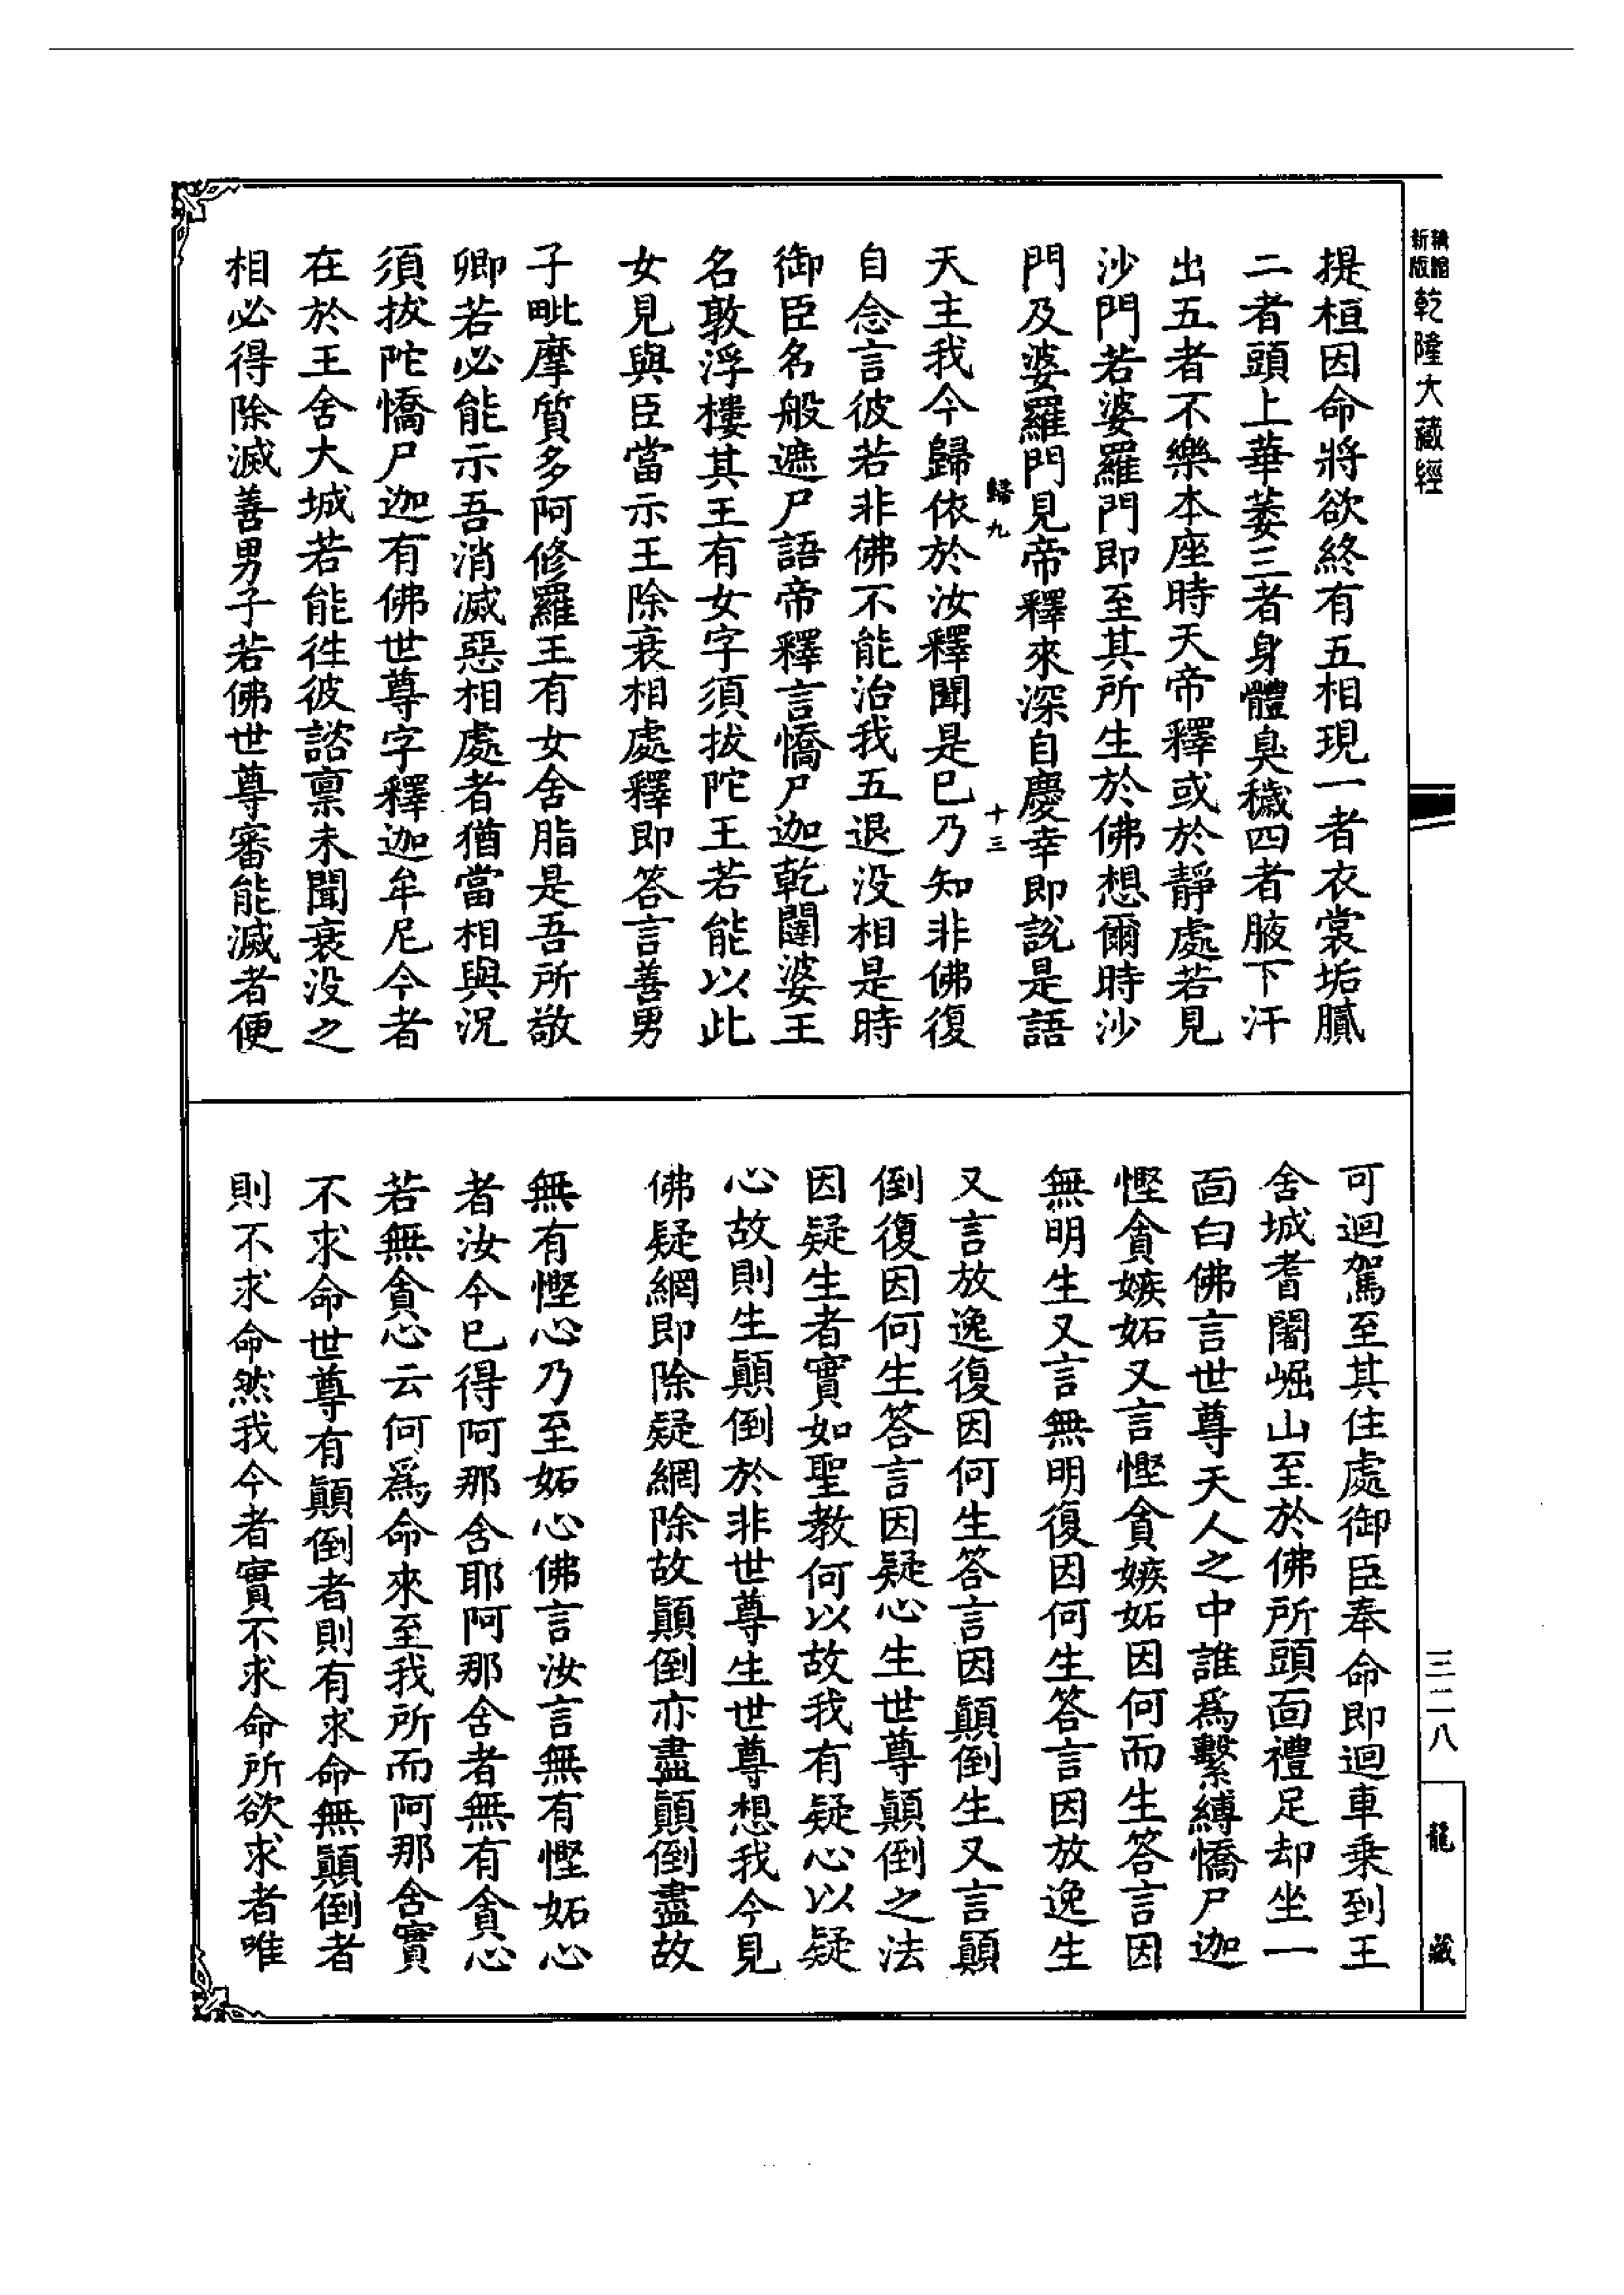 新版 精縮 乾隆大藏經
提桓因命將欲終有五相現一者衣裳垢膩
二者頭上華萎三者身體臭穢四者腋下汗
出五者不樂本座時天帝釋或於靜處若見
沙門若婆羅門即至其所生於佛想爾時沙
門及婆羅門見帝釋來深自慶幸即說是語
歸九 十三
天主我今歸依於汝釋聞是已乃知非佛復
自念言彼若非佛不能治我五退没相是時
御臣名般遮尸語帝釋言憍尸迦乾闥婆王
名敦浮樓其王有女字須拔陀王若能以此
女見與臣當示王除衰相處釋即答言善男
子毗摩質多阿修羅王有女舍脂是吾所敬
卿若必能示吾消滅惡相處者猶當相與況
須拔陀憍尸迦有佛世尊字釋迦牟尼今者
在於王舍大城若能徃彼諮禀未聞衰没之
相必得除滅善男子若佛世尊審能滅者便
可迴駕至其住處御臣奉命即迴車乗到王
舍城耆闍崛山至於佛所頭面禮足却坐一
面白佛言世尊天人之中誰爲繫縛憍尸迦
慳貪嫉妬又言慳貪嫉妬因何而生答言因
無明生又言無明復因何生答言因放逸生
又言放逸復因何生答言因顚倒生又言顚
倒復因何生答言因疑心生世尊顚倒之法
因疑生者實如聖教何以故我有疑心以疑
心故則生顚倒於非世尊生世尊想我今見
佛疑網即除疑網除故顚倒亦盡顚倒盡故
無有慳心乃至妬心佛言汝言無有慳妬心
者汝今已得阿那含耶阿那含者無有貪心
若無貪心云何爲命來至我所而阿那含實
不求命世尊有顚倒者則有求命無顚倒者
則不求命然我今者實不求命所欲求者唯
三二八
龍藏